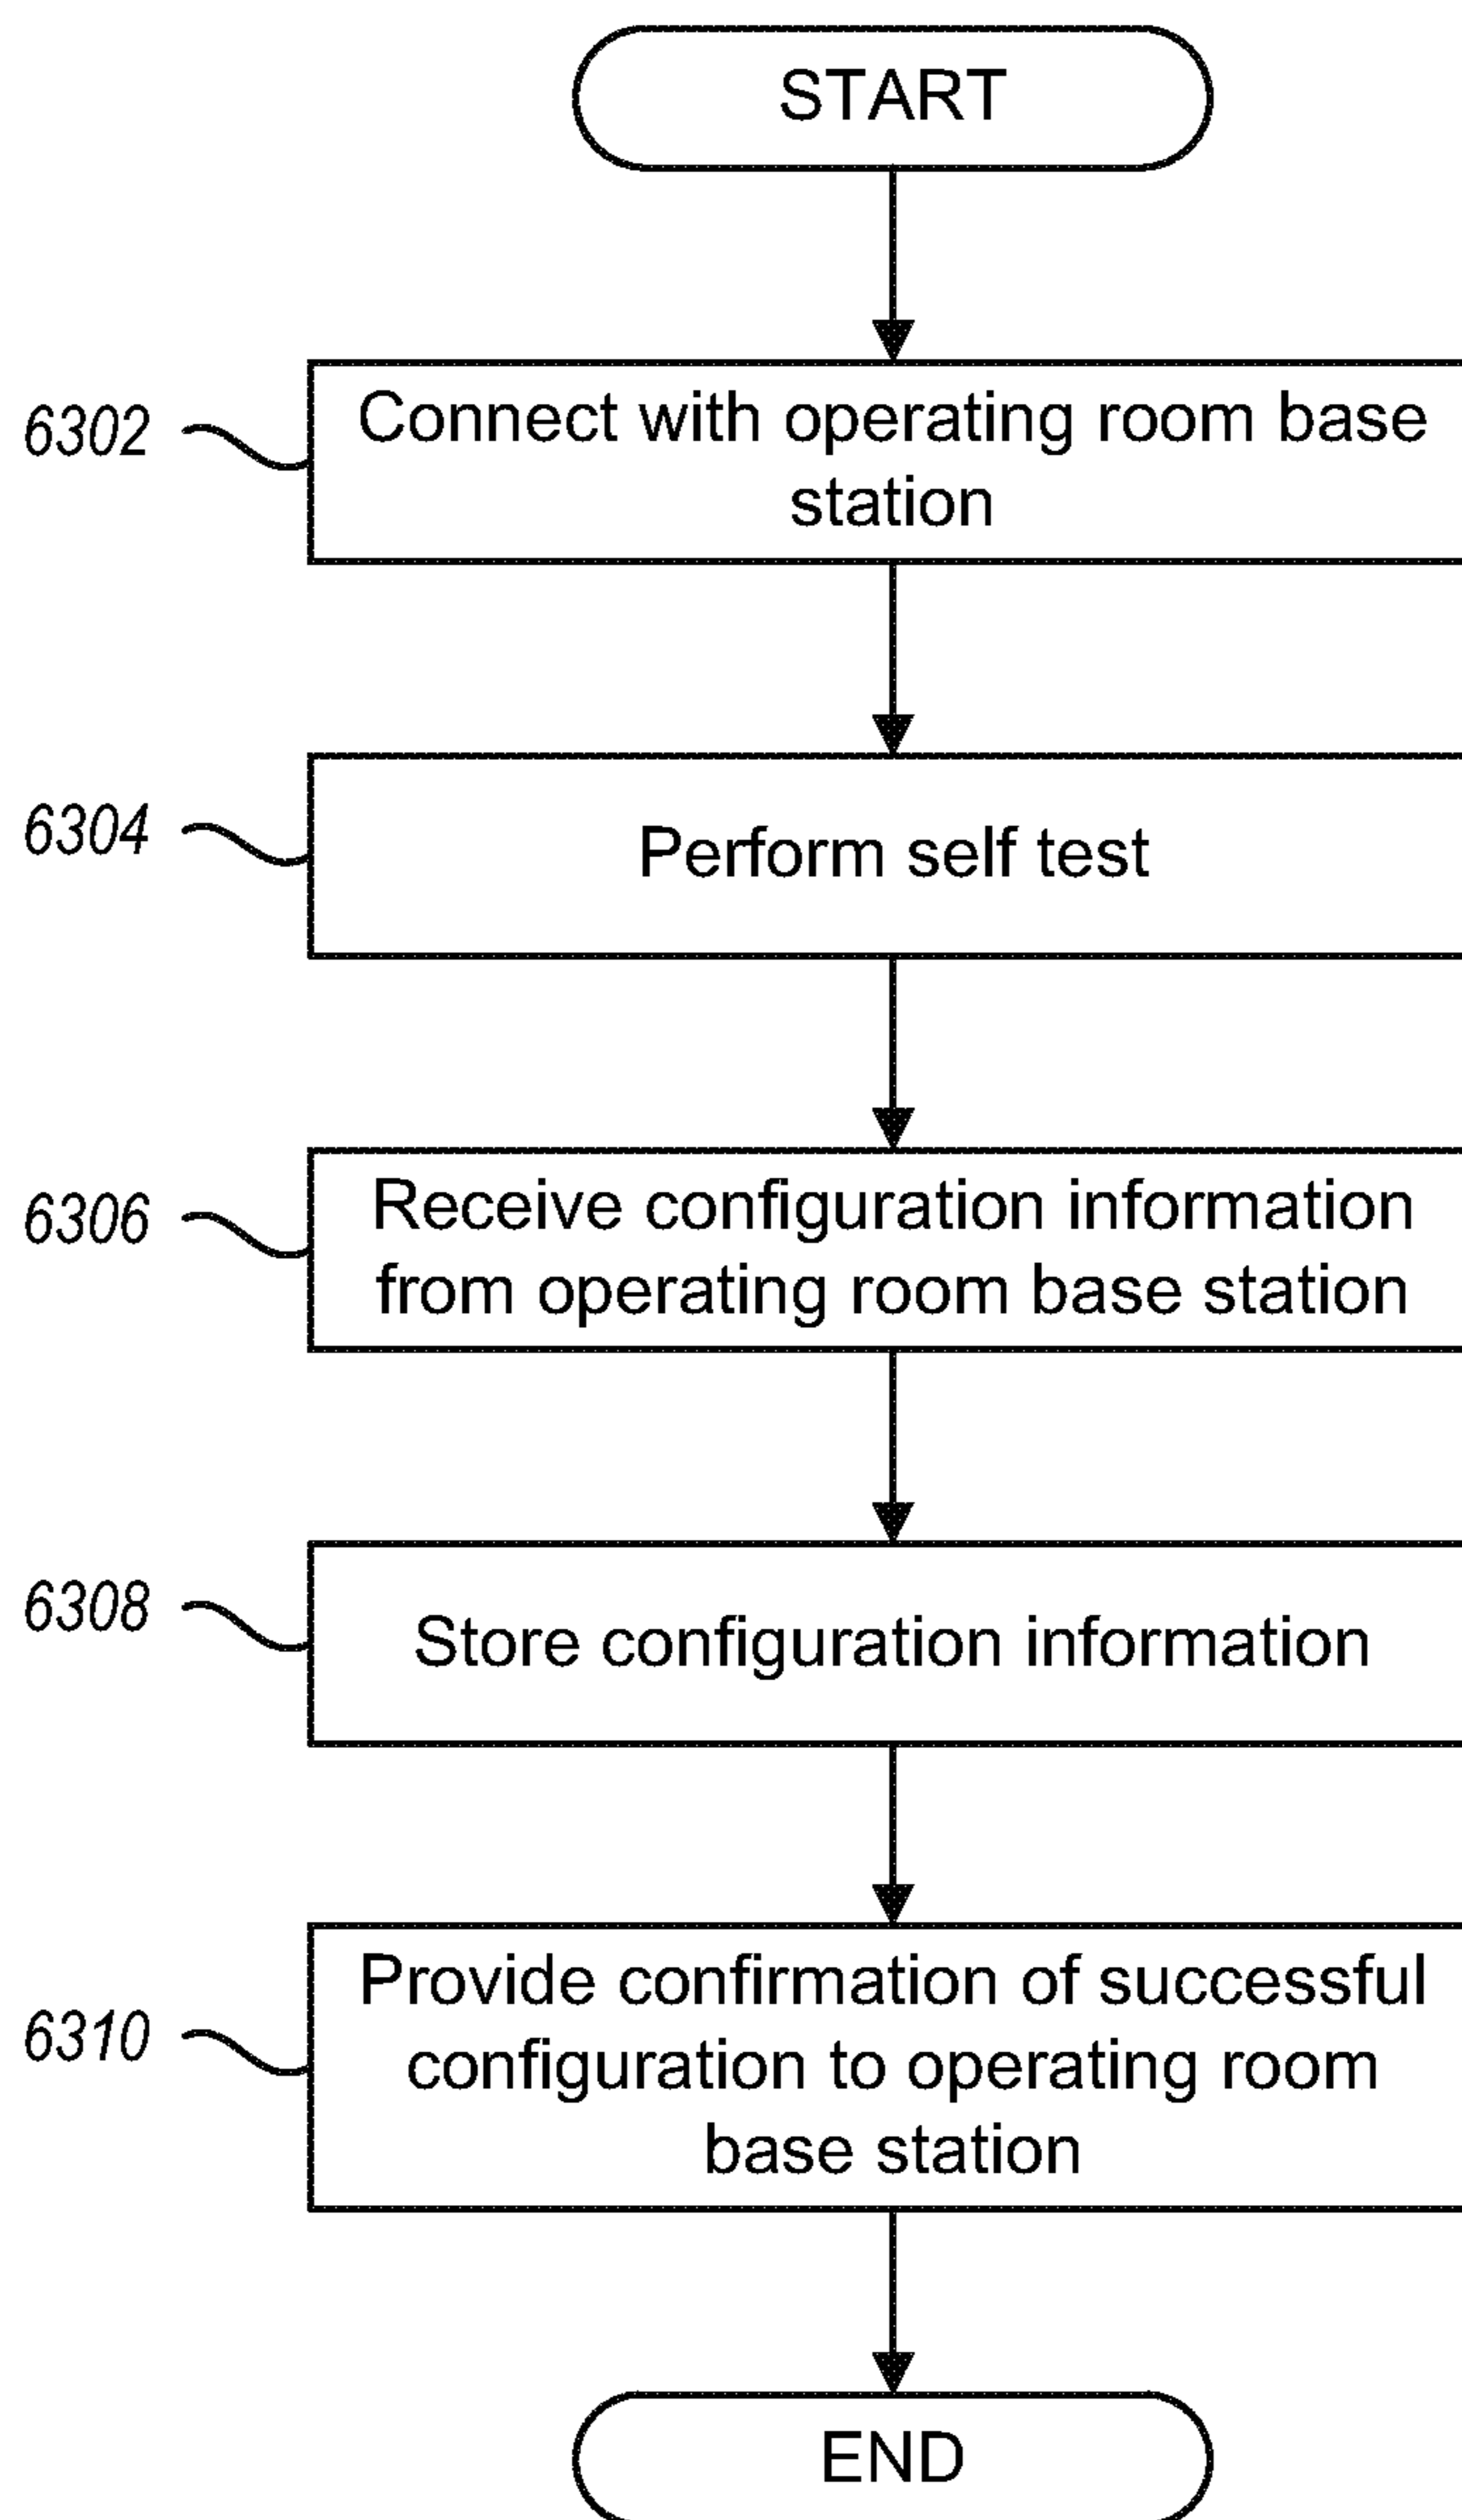 START
6302
Connect with operating room base
station
6304
Perform self test
6306
Receive configuration information
from operating room base station
6308
Store configuration information
6310
Provide confirmation of successful
configuration to operating room
base station
END